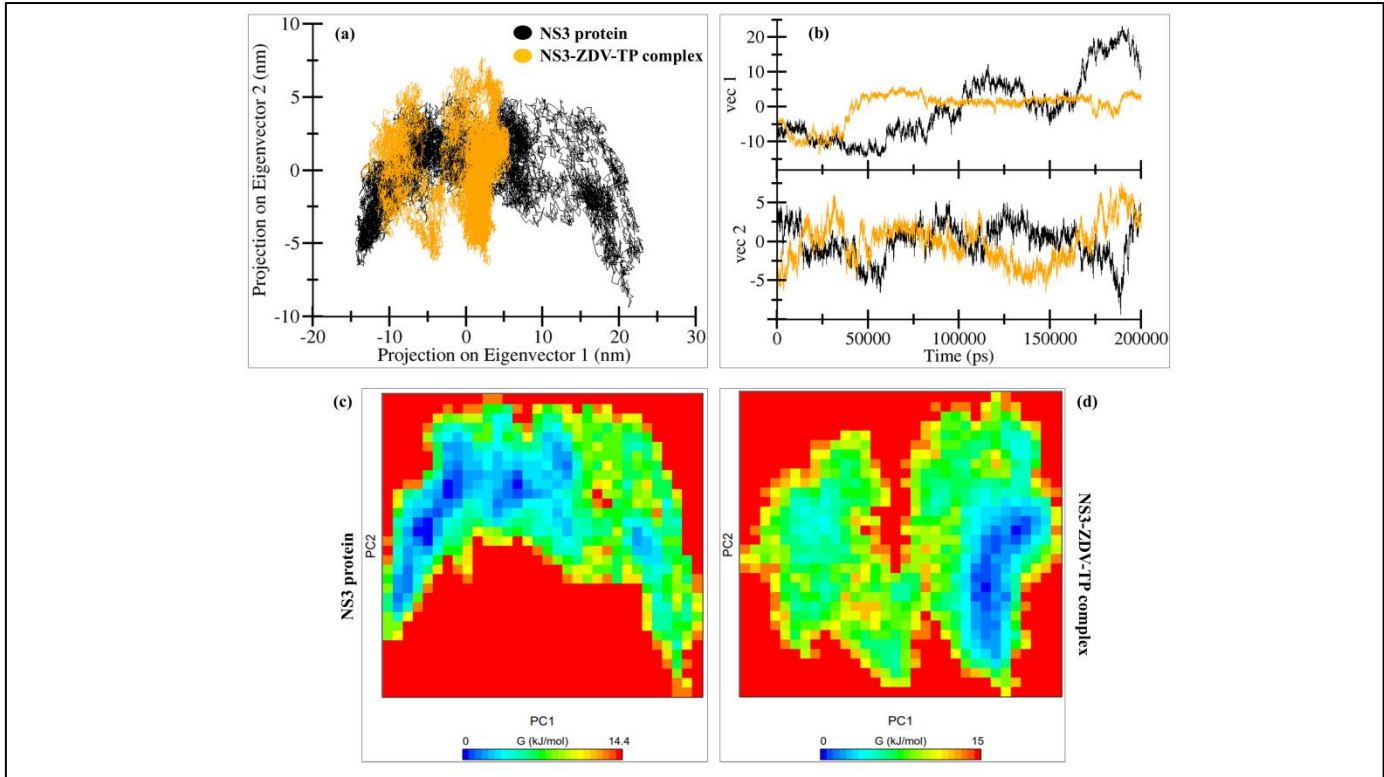 (a)
NS3 protein
NS3-ZDV-TP complex
10
5
0
-5
-10
Projection on Eigenvector 2 (nm)
-20
-10
0
10
20
30
Projection on Eigenvector 1 (nm)
(b)
20
10
0
-10
vec 1
5
0
-5
vec 2
0
50000
100000
150000
200000
Time (ps)
(c)
NS3 protein
PC2
PC1
0 G (kJ/mol) 14.4
(d)
PC2
NS3-ZDV-TP
complex
PC1
0 G (kJ/mol) 15